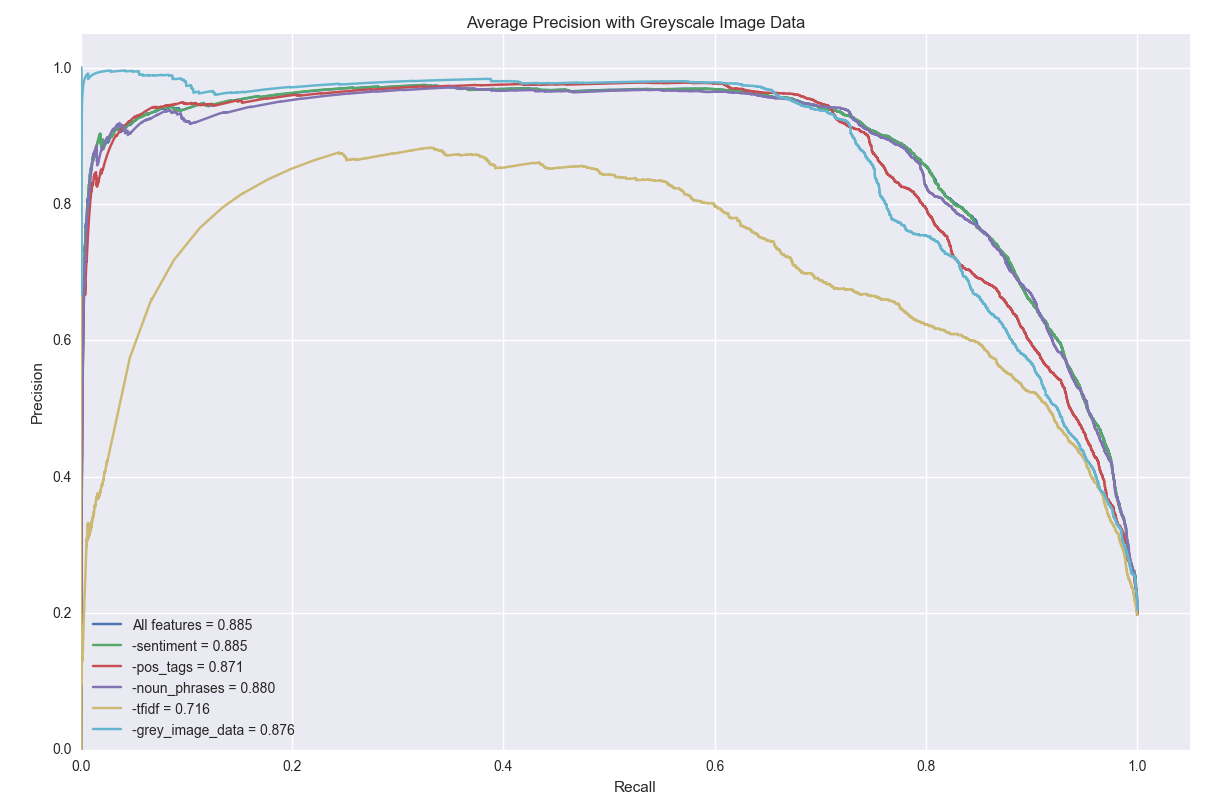 Average Precision with Greyscale Image Data
Precision
1.0
0.8
0.6
0.4
0.2
0.0
All features = 0.885
-sentiment = 0.885
-pos_tags = 0.871
-noun_phrases = 0.880
-tfidf = 0.716
-grey_image_data = 0.876
0.0 0.2 0.4 0.6 0.8 1.0
Recall